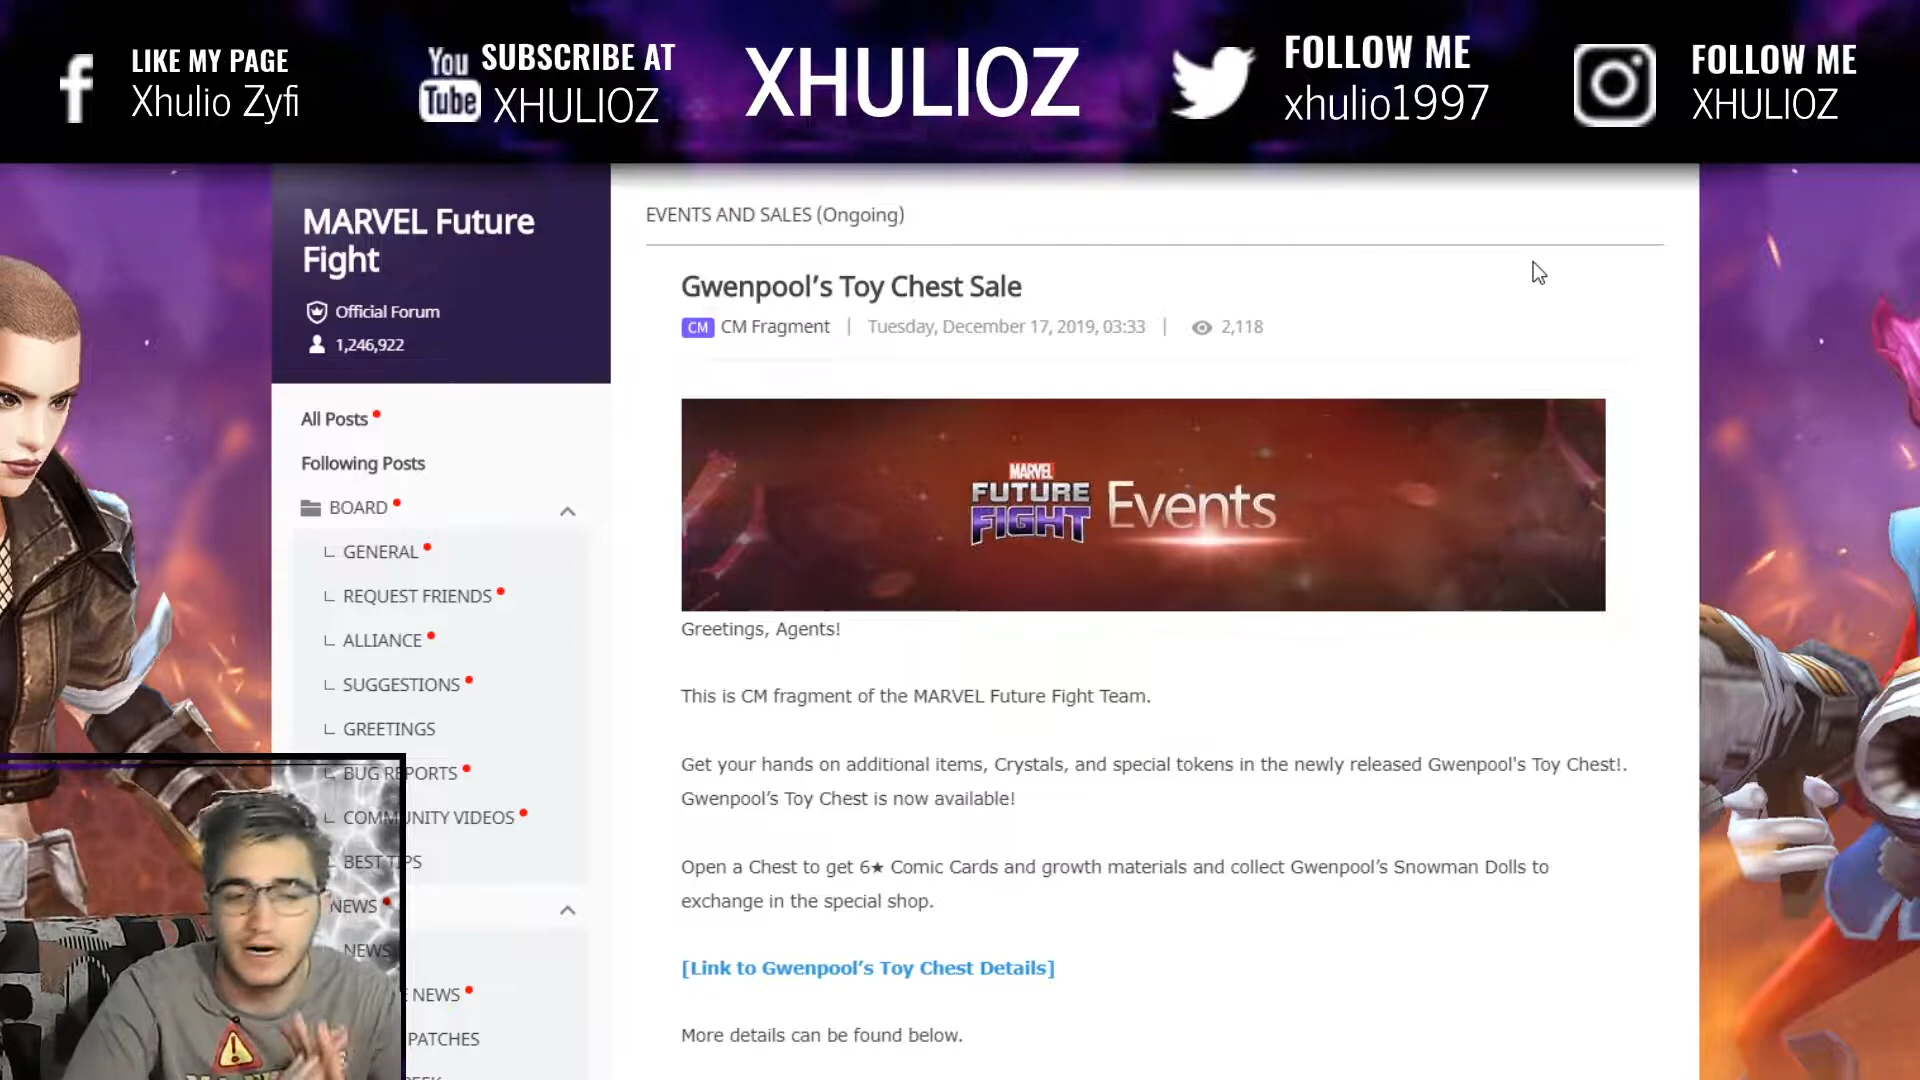 LIKE MY PAGE
Xhulio Zyfi
You
Tube
SUBSCRIBE AT
XHULIOZ
XHULIOZ
FOLLOW ME
xhulio1997
FOLLOW ME
XHULIOZ
MARVEL Future
Fight
Official Forum
1,246,922
All Posts
Following Posts
BOARD
GENERAL
REQUEST FRIENDS
ALLIANCE
SUGGESTIONS
GREETINGS
BUG REPORTS
COMMUNITY VIDEOS
BEST TIPS
NEWS
NEWS
NEWS
PATCHES
EVENTS AND SALES (Ongoing)
Gwenpool’s Toy Chest Sale
CM CM Fragment | Tuesday, December 17, 2019, 03:33 | 2,118
MARVEL
FUTURE
FIGHT
Events
Greetings, Agents!
This is CM fragment of the MARVEL Future Fight Team.
Get your hands on additional items, Crystals, and special tokens in the newly released Gwenpool's Toy Chest!.
Gwenpool’s Toy Chest is now available!
Open a Chest to get 6★ Comic Cards and growth materials and collect Gwenpool’s Snowman Dolls to
exchange in the special shop.
[Link to Gwenpool’s Toy Chest Details]
More details can be found below.